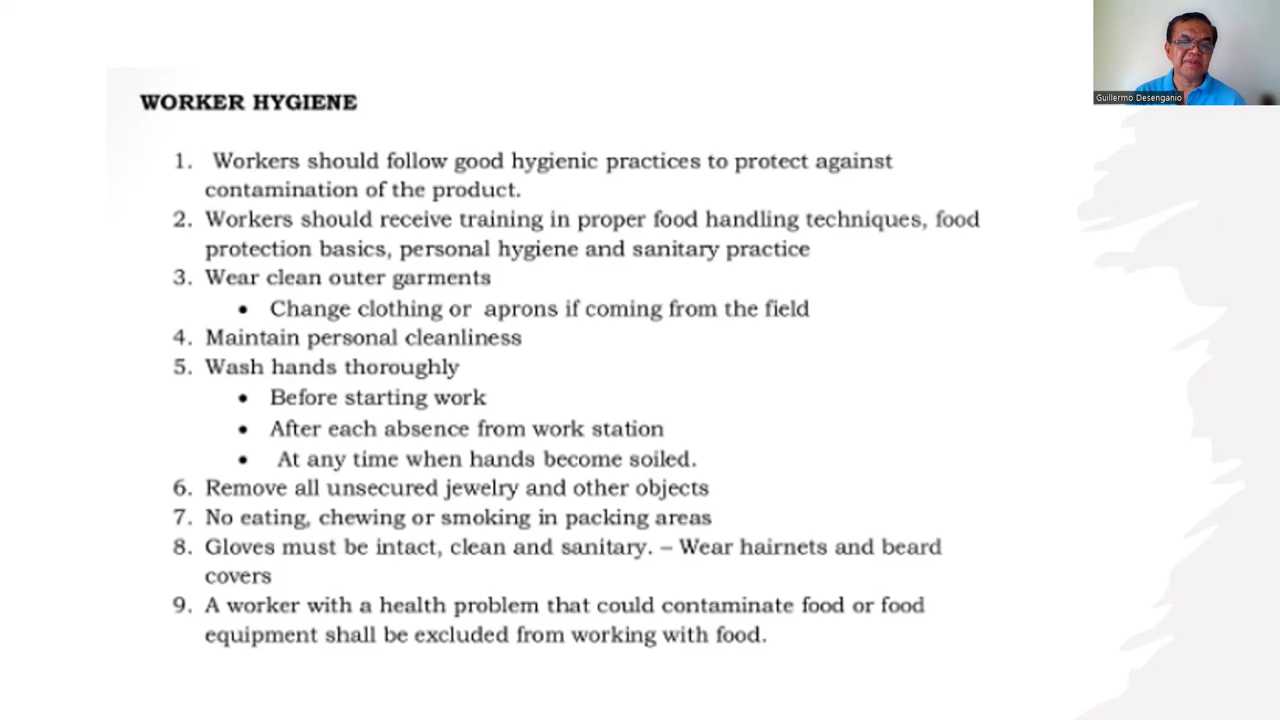 WORKER HYGIENE
1. Workers should follow good hygienic practices to protect against
contamination of the product.
2. Workers should receive training in proper food handling techniques, food
protection basics, personal hygiene and sanitary practice
3. Wear clean outer garments
• Change clothing or aprons if coming from the field
4. Maintain personal cleanliness
5. Wash hands thoroughly
• Before starting work
• After each absence from work station
• At any time when hands become soiled.
6. Remove all unsecured jewelry and other objects
7. No eating, chewing or smoking in packing areas
8. Gloves must be intact, clean and sanitary. – Wear hairnets and beard
covers
9. A worker with a health problem that could contaminate food or food
equipment shall be excluded from working with food.
Guillermo Desenganio